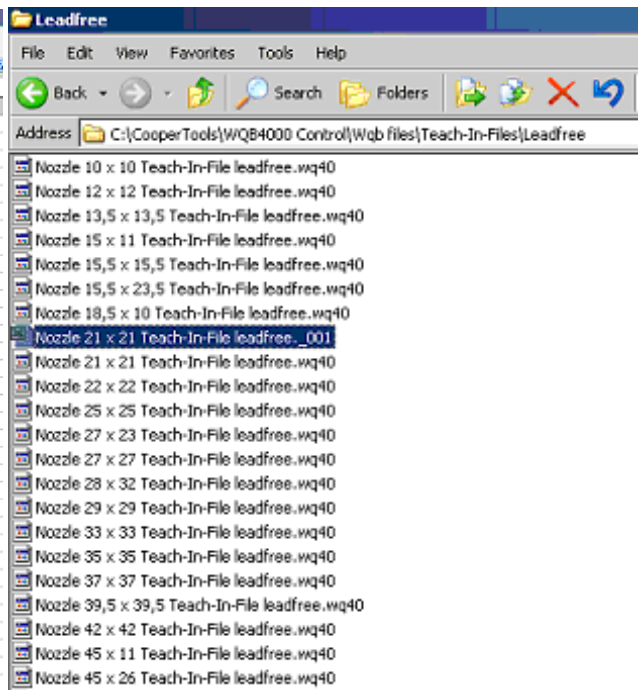 Leadfree
File Edit View Favorites Tools Help
Back Search Folders
Address C:\CooperTools\WQB4000 Control\Wqb files\Teach-In-Files\Leadfree
Nozzle 10 x 10 Teach-In-File leadfree.wq40
Nozzle 12 x 12 Teach-In-File leadfree.wq40
Nozzle 13,5 x 13,5 Teach-In-File leadfree.wq40
Nozzle 15 x 11 Teach-In-File leadfree.wq40
Nozzle 15,5 x 15,5 Teach-In-File leadfree.wq40
Nozzle 15,5 x 23,5 Teach-In-File leadfree.wq40
Nozzle 18,5 x 10 Teach-In-File leadfree.wq40
Nozzle 21 x 21 Teach-In-File leadfree._001
Nozzle 21 x 21 Teach-In-File leadfree.wq40
Nozzle 22 x 22 Teach-In-File leadfree.wq40
Nozzle 25 x 25 Teach-In-File leadfree.wq40
Nozzle 27 x 23 Teach-In-File leadfree.wq40
Nozzle 27 x 27 Teach-In-File leadfree.wq40
Nozzle 28 x 32 Teach-In-File leadfree.wq40
Nozzle 29 x 29 Teach-In-File leadfree.wq40
Nozzle 33 x 33 Teach-In-File leadfree.wq40
Nozzle 35 x 35 Teach-In-File leadfree.wq40
Nozzle 37 x 37 Teach-In-File leadfree.wq40
Nozzle 39,5 x 39,5 Teach-In-File leadfree.wq40
Nozzle 42 x 42 Teach-In-File leadfree.wq40
Nozzle 45 x 11 Teach-In-File leadfree.wq40
Nozzle 45 x 26 Teach-In-File leadfree.wq40